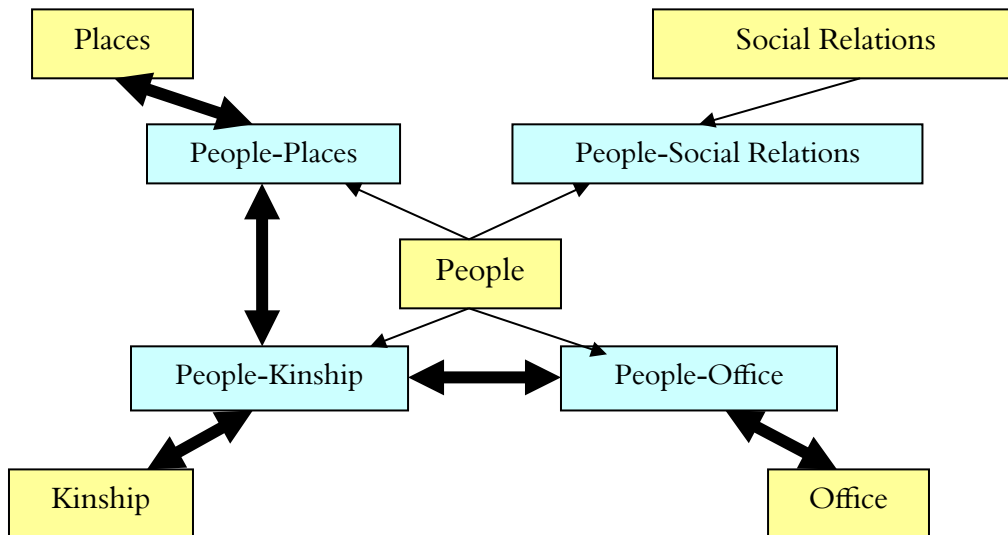 Places
Social Relations
People-Places
People-Social Relations
People
People-Kinship
People-Office
Kinship
Office